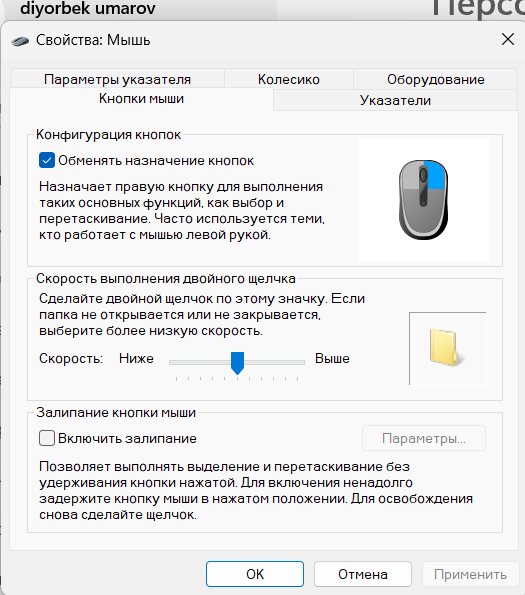 diyorbek umarov
Персо
Свойства: Мышь
Параметры указателя
Колесико
Оборудование
Кнопки мыши
Указатели
Конфигурация кнопок
Обменять назначение кнопок
Назначает правую кнопку для выполнения
таких основных функций, как выбор и
перетаскивание. Часто используется теми,
кто работает с мышью левой рукой.
Скорость выполнения двойного щелчка
Сделайте двойной щелчок по этому значку. Если
папка не открывается или не закрывается,
выберите более низкую скорость.
Скорость: Ниже Выше
Залипание кнопки мыши
Включить залипание
Параметры...
Позволяет выполнять выделение и перетаскивание без
удерживания кнопки нажатой. Для включения ненадолго
задержите кнопку мыши в нажатом положении. Для освобождения
снова сделайте щелчок.
OK
Отмена
Применить